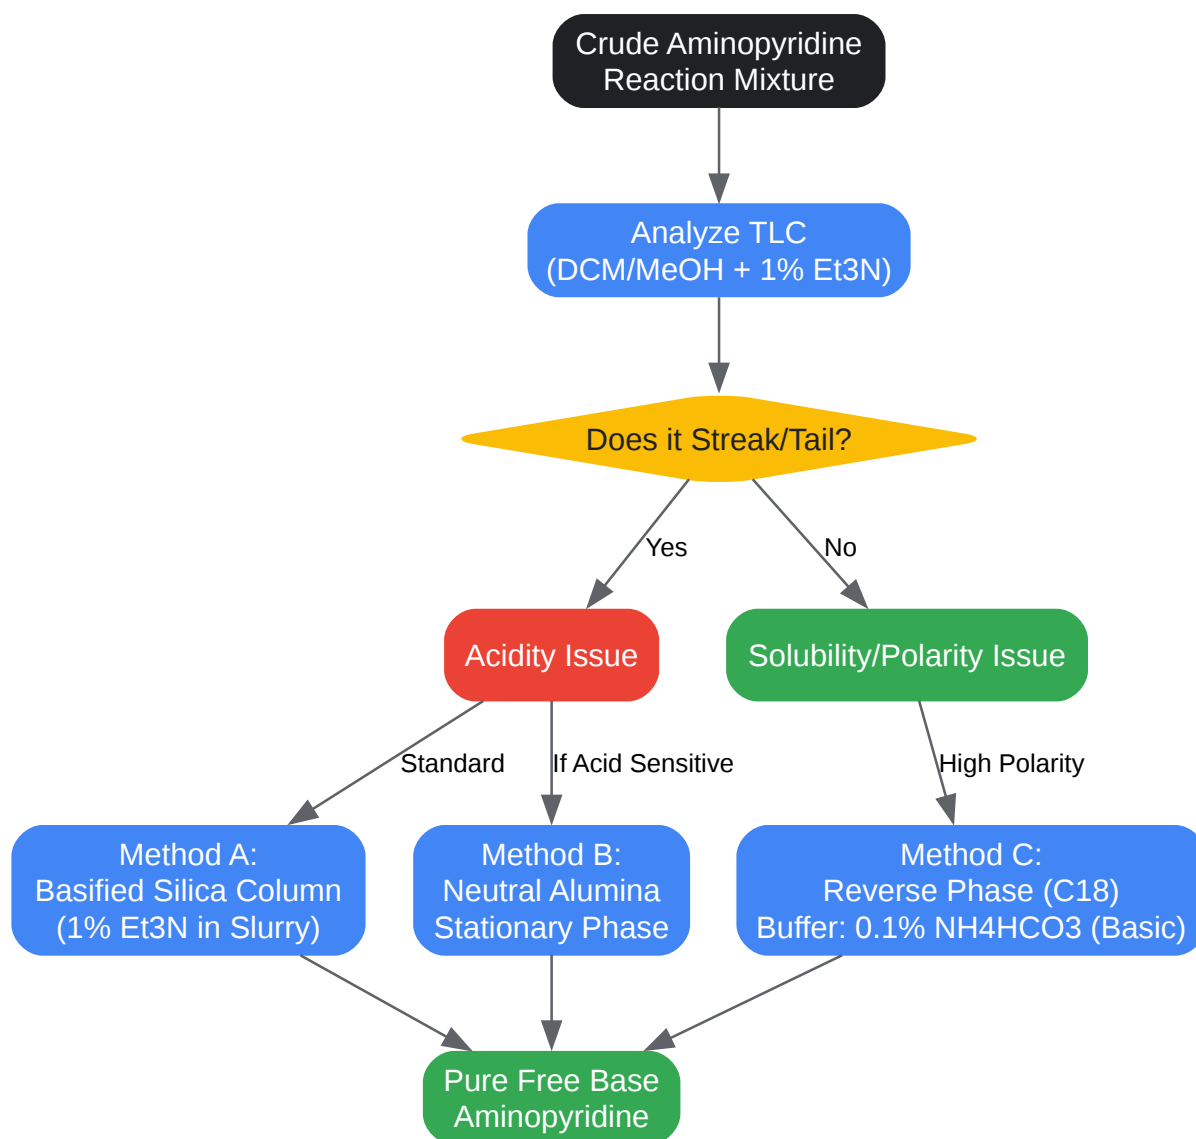 Crude Aminopyridine
Reaction Mixture
Analyze TLC
(DCM/MeOH + 1% Et3N)
Does it Streak/Tail?
Yes
No
Acidity Issue
Solubility/Polarity Issue
Standard
If Acid Sensitive
High Polarity
Method A:
Basified Silica Column
(1% Et3N in Slurry)
Method B:
Neutral Alumina
Stationary Phase
Method C:
Reverse Phase (C18)
Buffer: 0.1% NH4HCO3 (Basic)
Pure Free Base
Aminopyridine